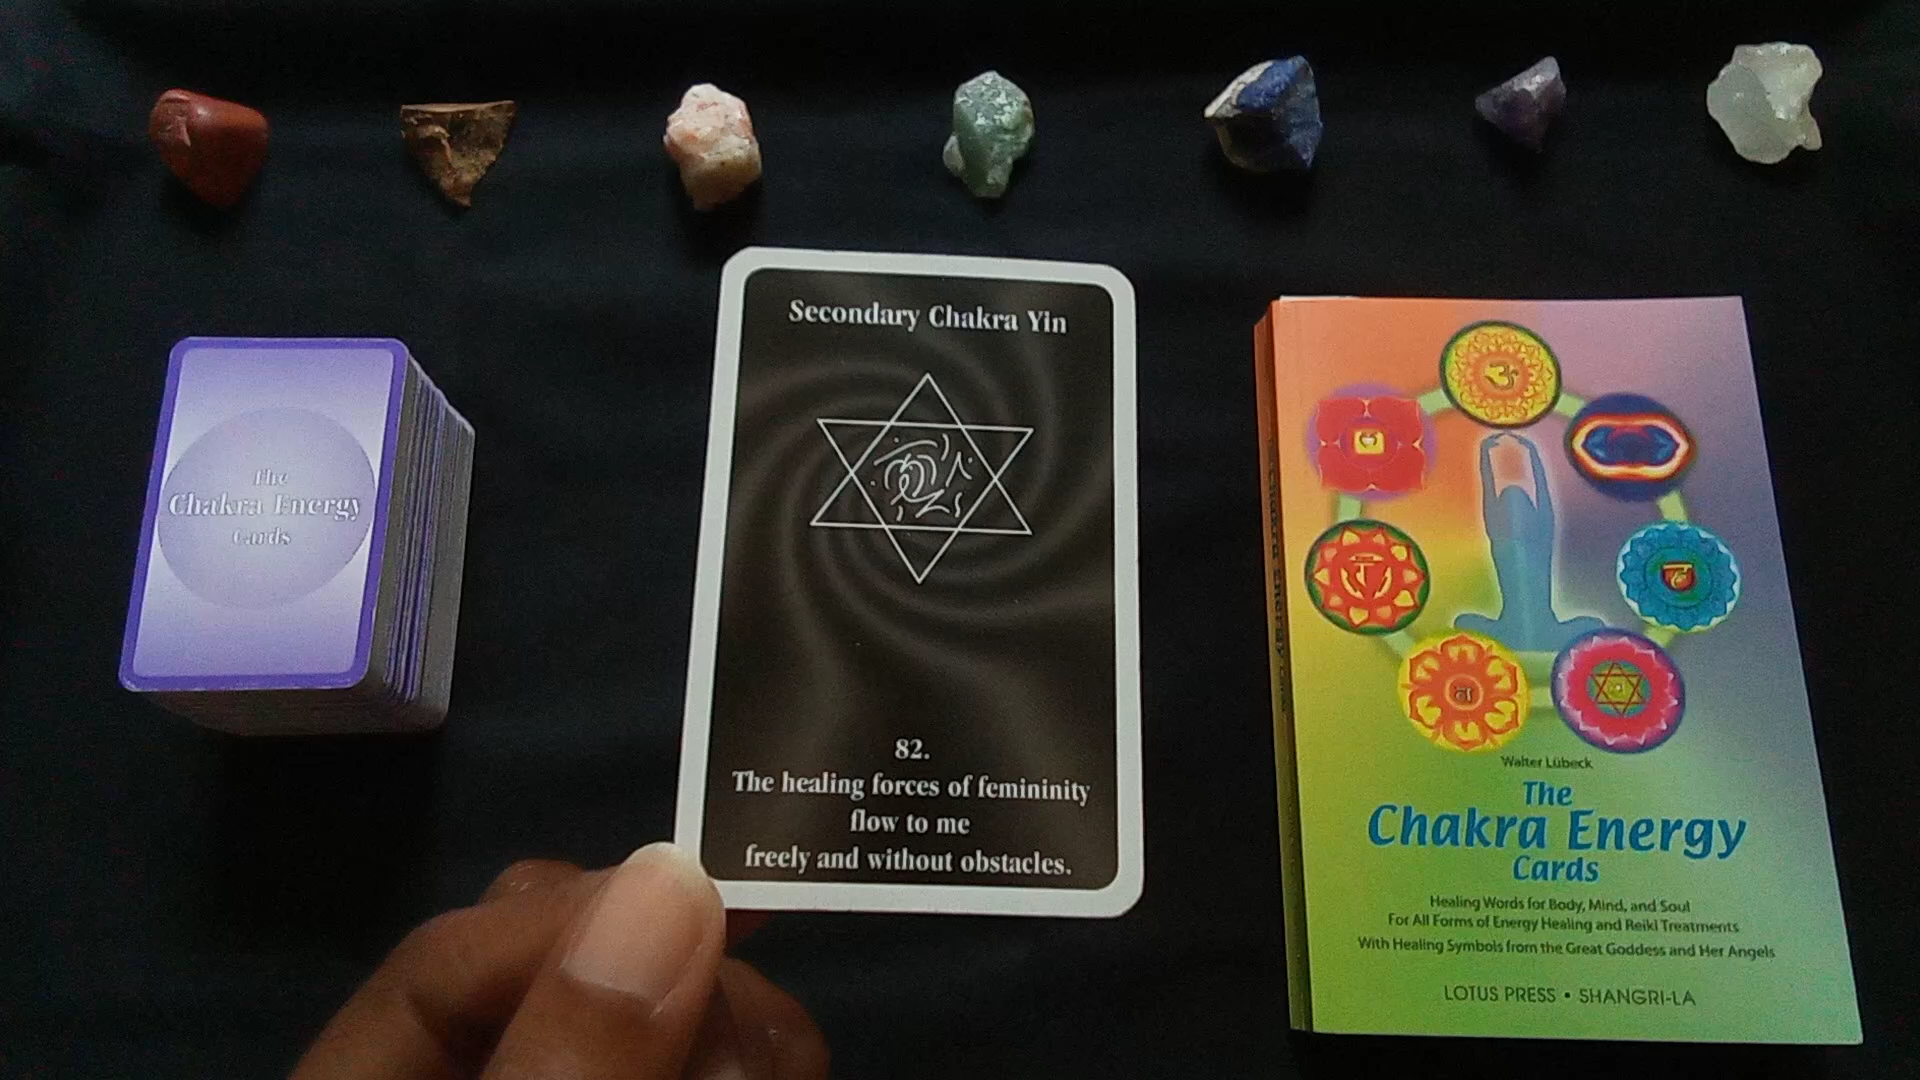 The
Chakra Energy
Cards
Secondary Chakra Yin
82.
The healing forces of femininity
flow to me
freely and without obstacles.
Walter Lübeck
The
Chakra Energy
Cards
Healing Words for Body, Mind, and Soul
For All Forms of Energy Healing and Reiki Treatments
With Healing Symbols from the Great Goddess and Her Angels
LOTUS PRESS • SHANGRI-LA